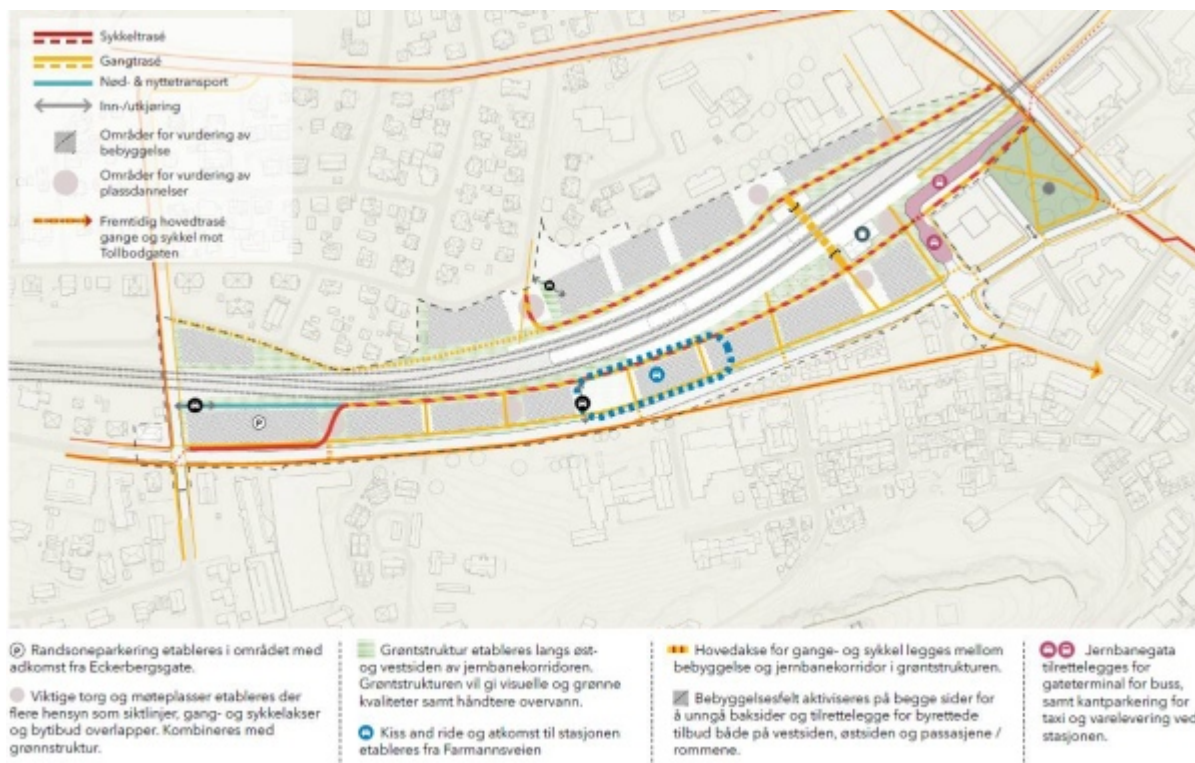 Sykkeltrasé
Gangtrasé
Nød- & nyttetransport
Inn-/utkjøring
Områder for vurdering av
bebyggelse
Områder for vurdering av
plassdannelser
Fremtidig hovedtrasé
gange og sykkel mot
Tollbodgaten
P
P Randsoneparkering etableres i området med
adkomst fra Eckerbergsgate.
Viktige torg og møteplasser etableres der
flere hensyn som siktlinjer, gang- og sykkelakser
og bytibud overlapper. Kombineres med
grønnstruktur.
Grøntstruktur etableres langs øst-
og vestsiden av jernbanekorridoren.
Grøntstrukturen vil gi visuelle og grønne
kvaliteter samt håndtere overvann.
Kiss and ride og atkomst til stasjonen
etableres fra Farmannsveien
Hovedakse for gange- og sykkel legges mellom
bebyggelse og jernbanekorridor i grøntstrukturen.
Bebyggelsesfelt aktiviseres på begge sider for
å unngå baksider og tilrettelegge for byrettede
tilbud både på vestsiden, østsiden og passasjene /
rommene.
Jernbanegata
tilrettelegges for
gateterminal for buss,
samt kantparkering for
taxi og varelevering ved
stasjonen.